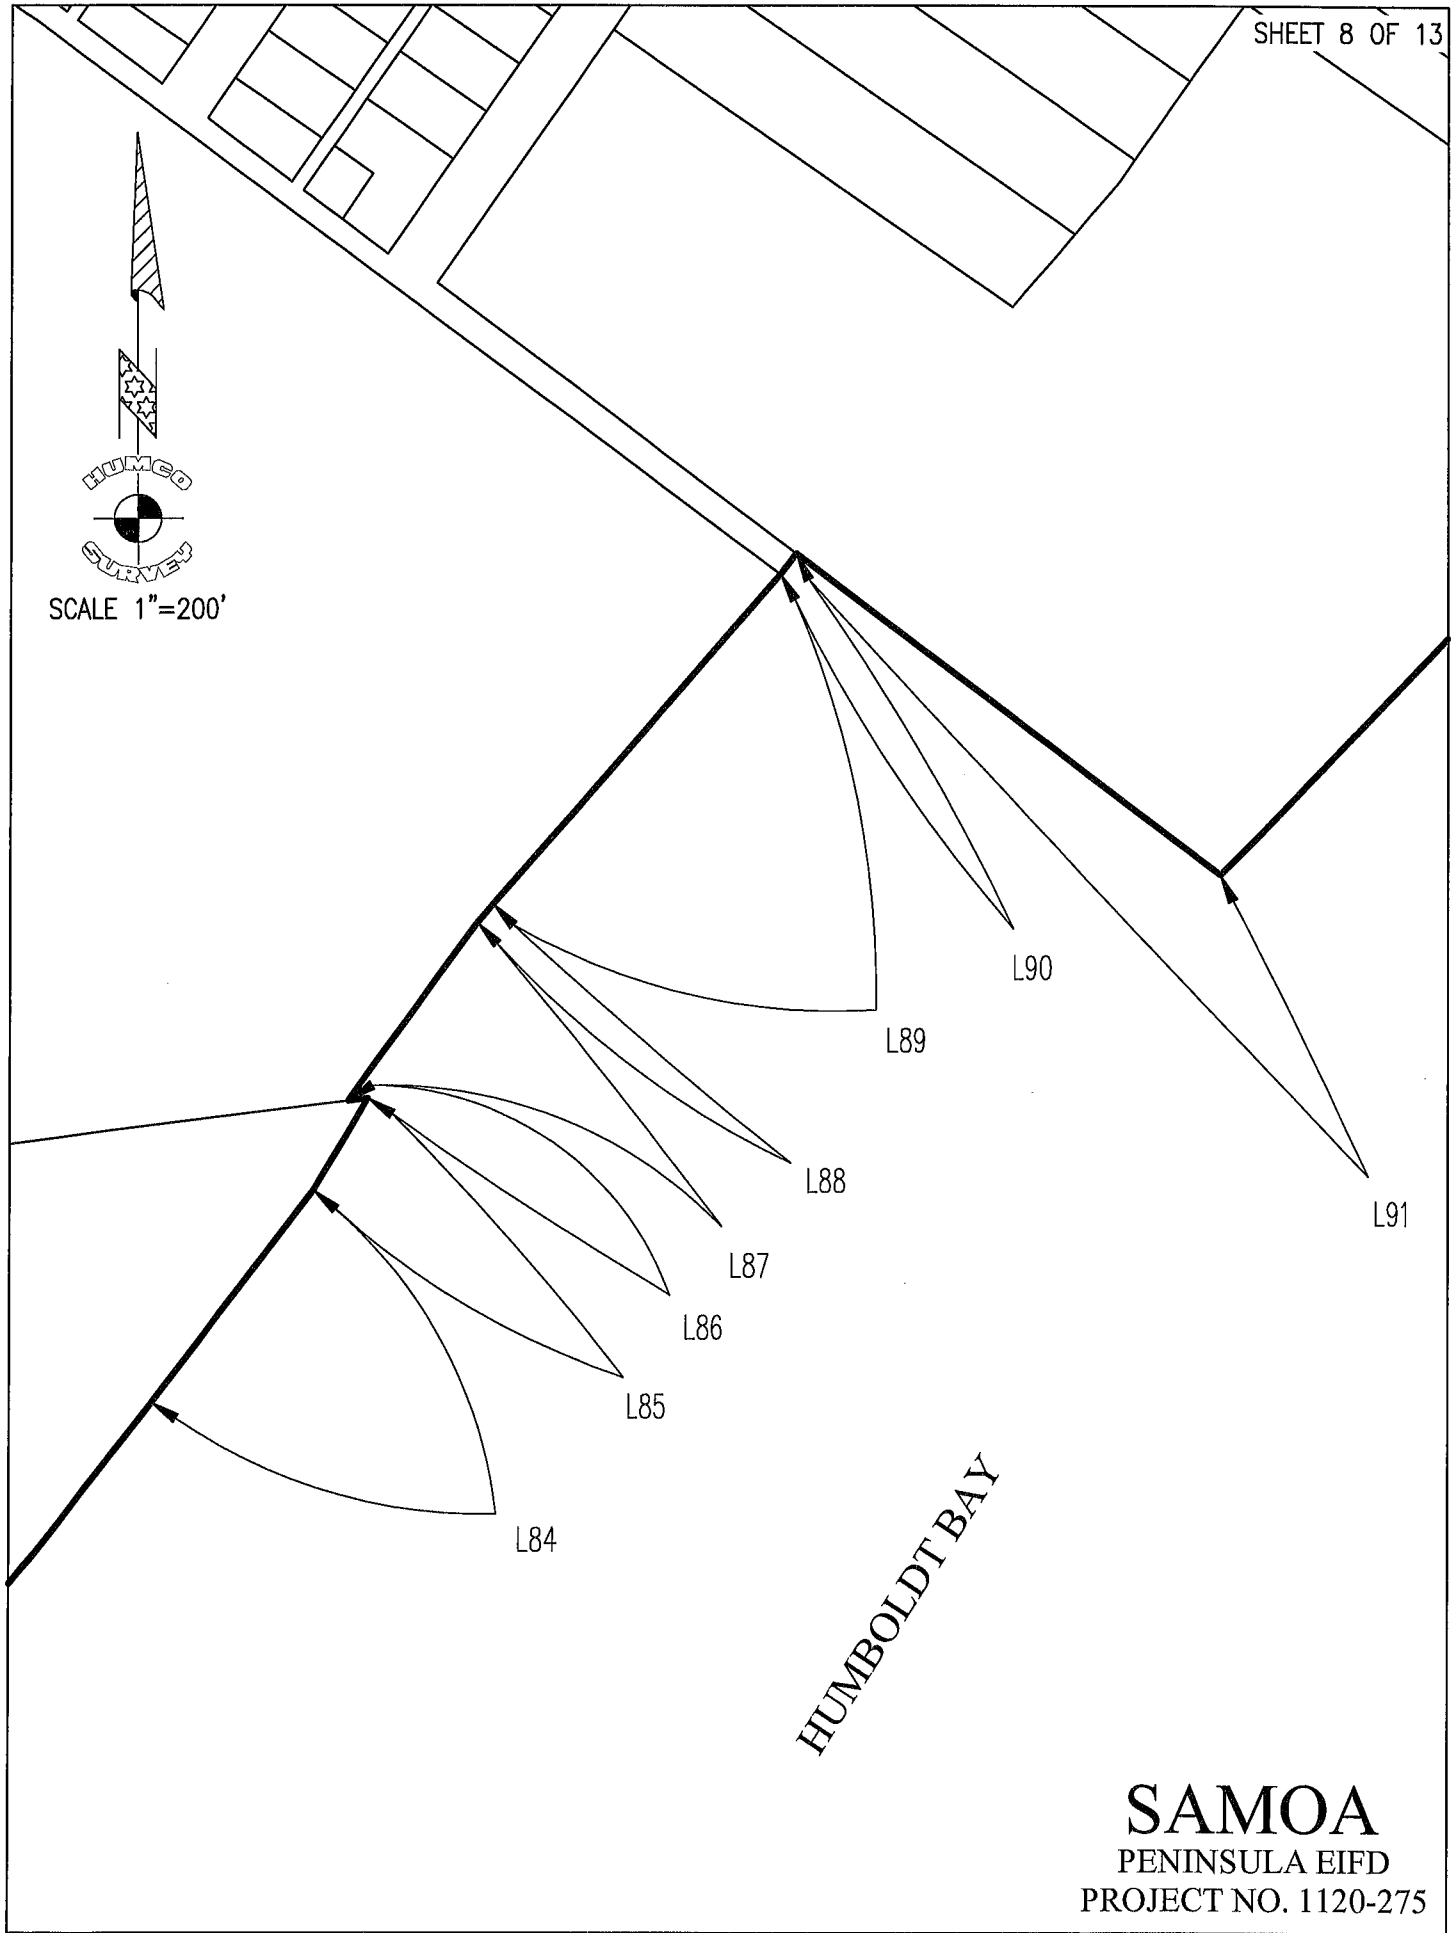 SHEET 8 OF 13
HUMCO
SURVEY
SCALE 1"=200'
L90
L89
L88
L91
L87
L86
L85
L84
HUMBOLDT BAY
SAMOA
PENINSULA EIFD
PROJECT NO. 1120-275